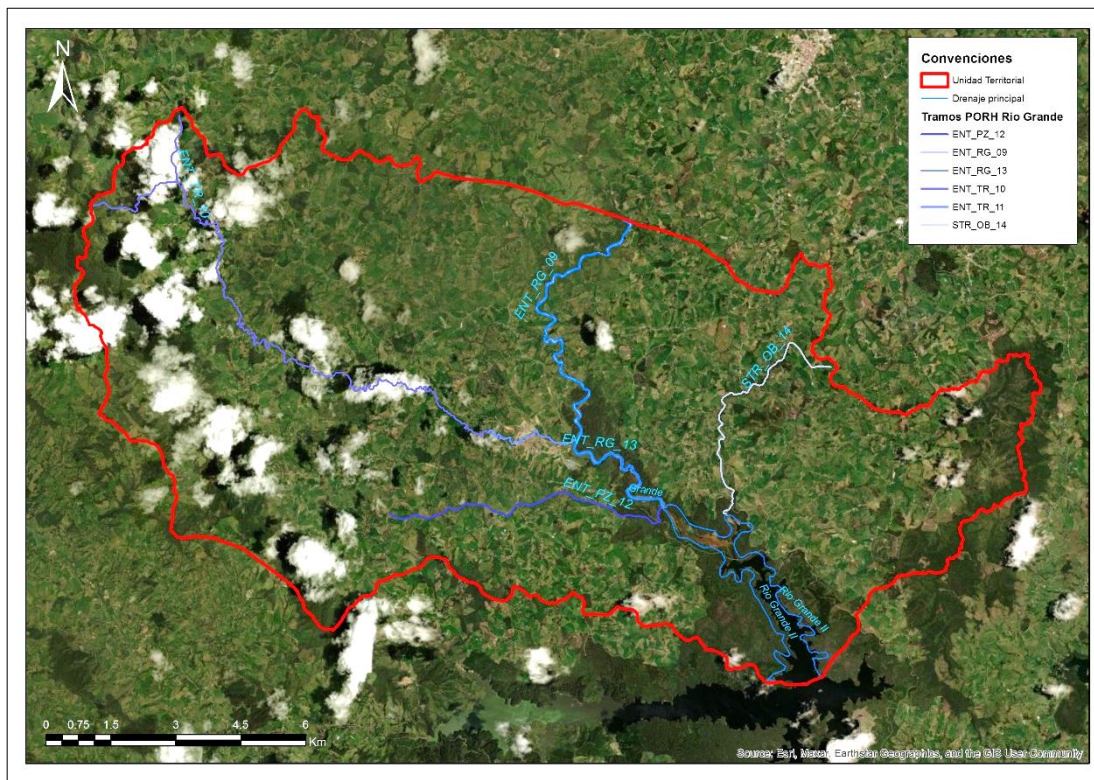 N
Convenciones
Unidad Territorial
Drenaje principal
Tramos PORH Rio Grande
ENT_PZ_12
ENT_RG_09
ENT_RG_13
ENT_TR_10
ENT_TR_11
STR_OB_14
ENT_TR_10
ENT_RG_09
STR_OB_14
ENT_RG_13
Grande
ENT_PZ_12
Rio Grande II
Rio Grande II
0 0.75 1.5 3 4.5 6
Km
Source: Esri, Maxar, Earthstar Geographics, and the GIS User Community